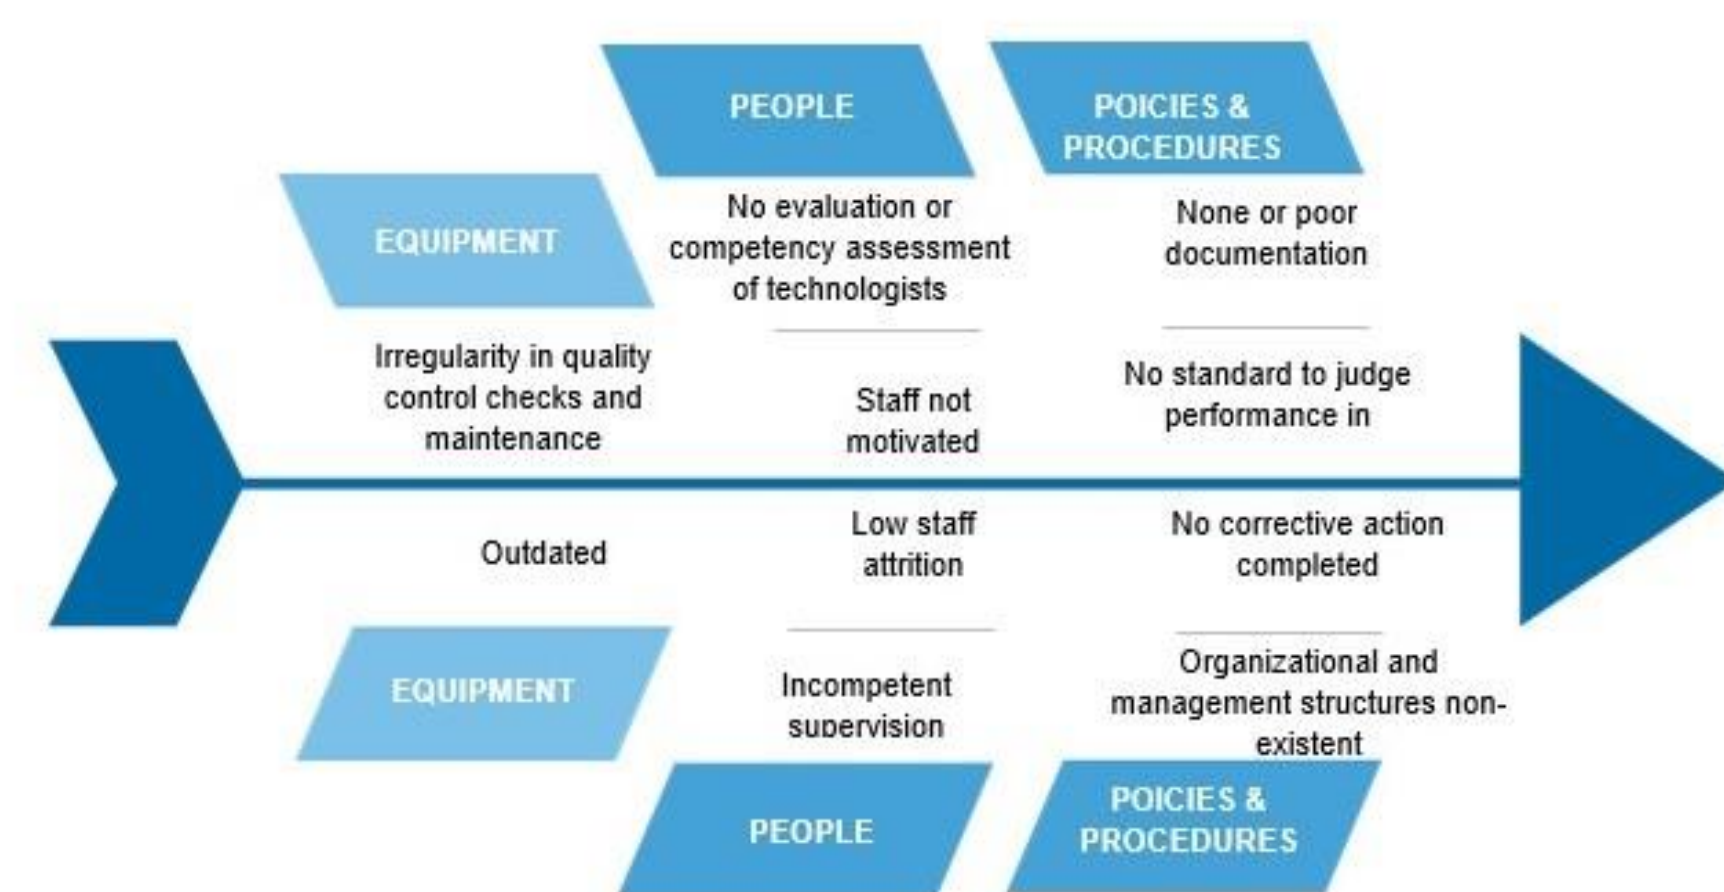 PEOPLE
POICIES &
PROCEDURES
EQUIPMENT
No evaluation or
competency assessment
of technologists
None or poor
documentation
Irregularity in quality
control checks and
maintenance
Staff not
motivated
No standard to judge
performance in
Outdated
Low staff
attrition
No corrective action
completed
EQUIPMENT
Incompetent
supervision
Organizational and
management structures non-
existent
PEOPLE
POICIES &
PROCEDURES